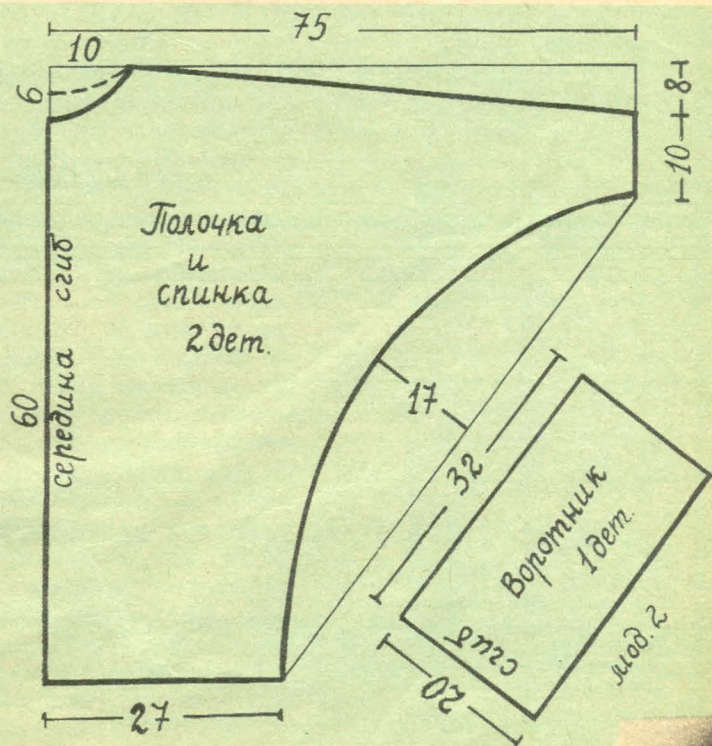 75
10
6
8
10
Полочка
и
спинка
2 дет.
середина сгиб
60
17
32
Воротник
1 дет.
сгиб
20
мод. 2
27